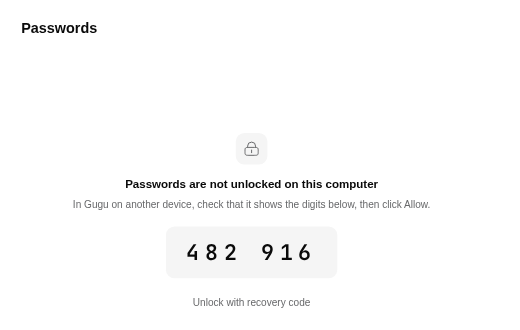 Passwords
Passwords are not unlocked on this computer
In Gugu on another device, check that it shows the digits below, then click Allow.
482 916
Unlock with recovery code